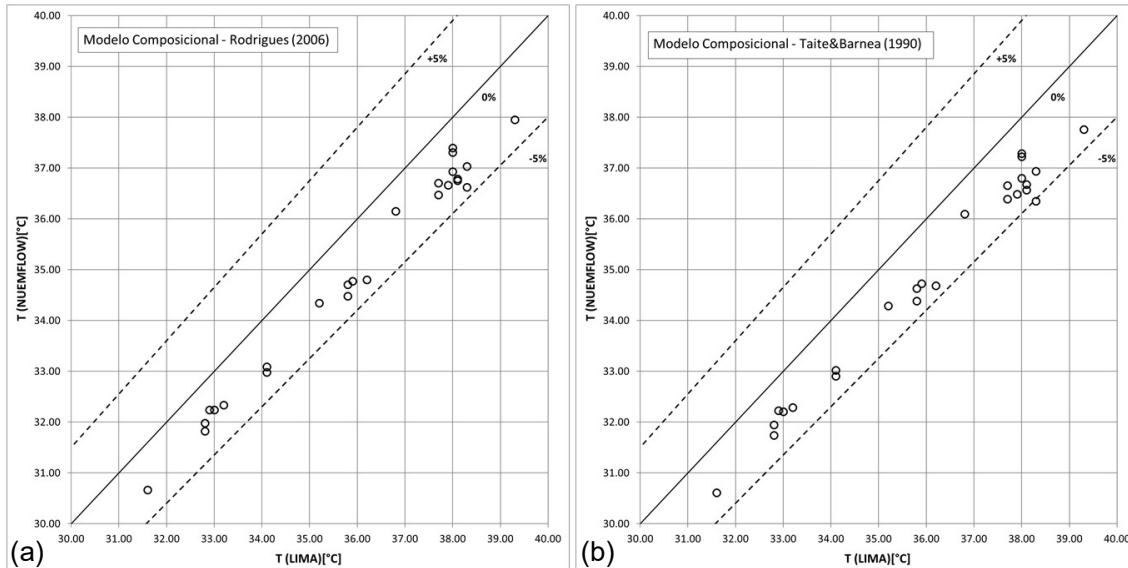 Modelo Composicional - Rodrigues (2006)
40.00
39.00
38.00
37.00
36.00
35.00
34.00
33.00
32.00
31.00
30.00
T (NUEMFLOW)[°C]
+5%
0%
-5%
30.00 31.00 32.00 33.00 34.00 35.00 36.00 37.00 38.00 39.00 40.00
T (LIMA)[°C]
(a)
Modelo Composicional - Taite&Barnea (1990)
40.00
39.00
38.00
37.00
36.00
35.00
34.00
33.00
32.00
31.00
30.00
T (NUEMFLOW)[°C]
+5%
0%
-5%
30.00 31.00 32.00 33.00 34.00 35.00 36.00 37.00 38.00 39.00 40.00
T (LIMA)[°C]
(b)